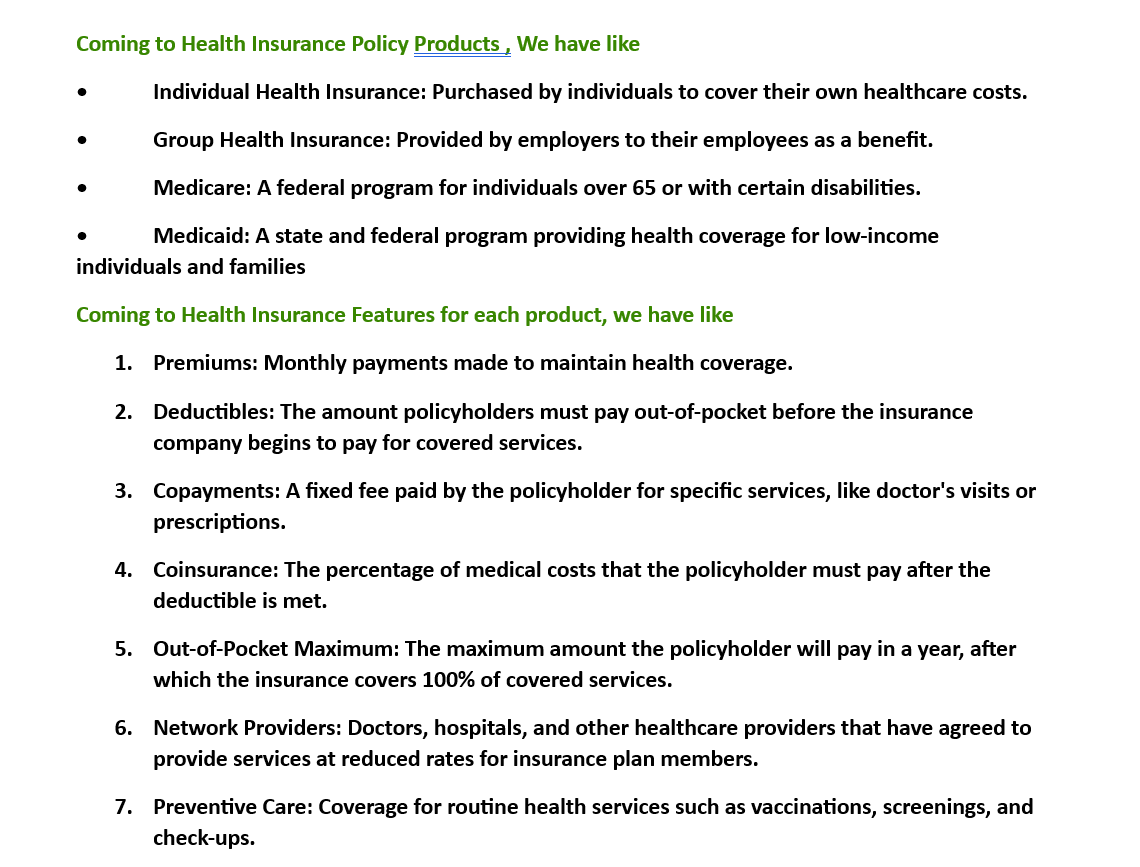 Coming to Health Insurance Policy Products , We have like
• Individual Health Insurance: Purchased by individuals to cover their own healthcare costs.
• Group Health Insurance: Provided by employers to their employees as a benefit.
• Medicare: A federal program for individuals over 65 or with certain disabilities.
• Medicaid: A state and federal program providing health coverage for low-income
individuals and families
Coming to Health Insurance Features for each product, we have like
1. Premiums: Monthly payments made to maintain health coverage.
2. Deductibles: The amount policyholders must pay out-of-pocket before the insurance
company begins to pay for covered services.
3. Copayments: A fixed fee paid by the policyholder for specific services, like doctor's visits or
prescriptions.
4. Coinsurance: The percentage of medical costs that the policyholder must pay after the
deductible is met.
5. Out-of-Pocket Maximum: The maximum amount the policyholder will pay in a year, after
which the insurance covers 100% of covered services.
6. Network Providers: Doctors, hospitals, and other healthcare providers that have agreed to
provide services at reduced rates for insurance plan members.
7. Preventive Care: Coverage for routine health services such as vaccinations, screenings, and
check-ups.